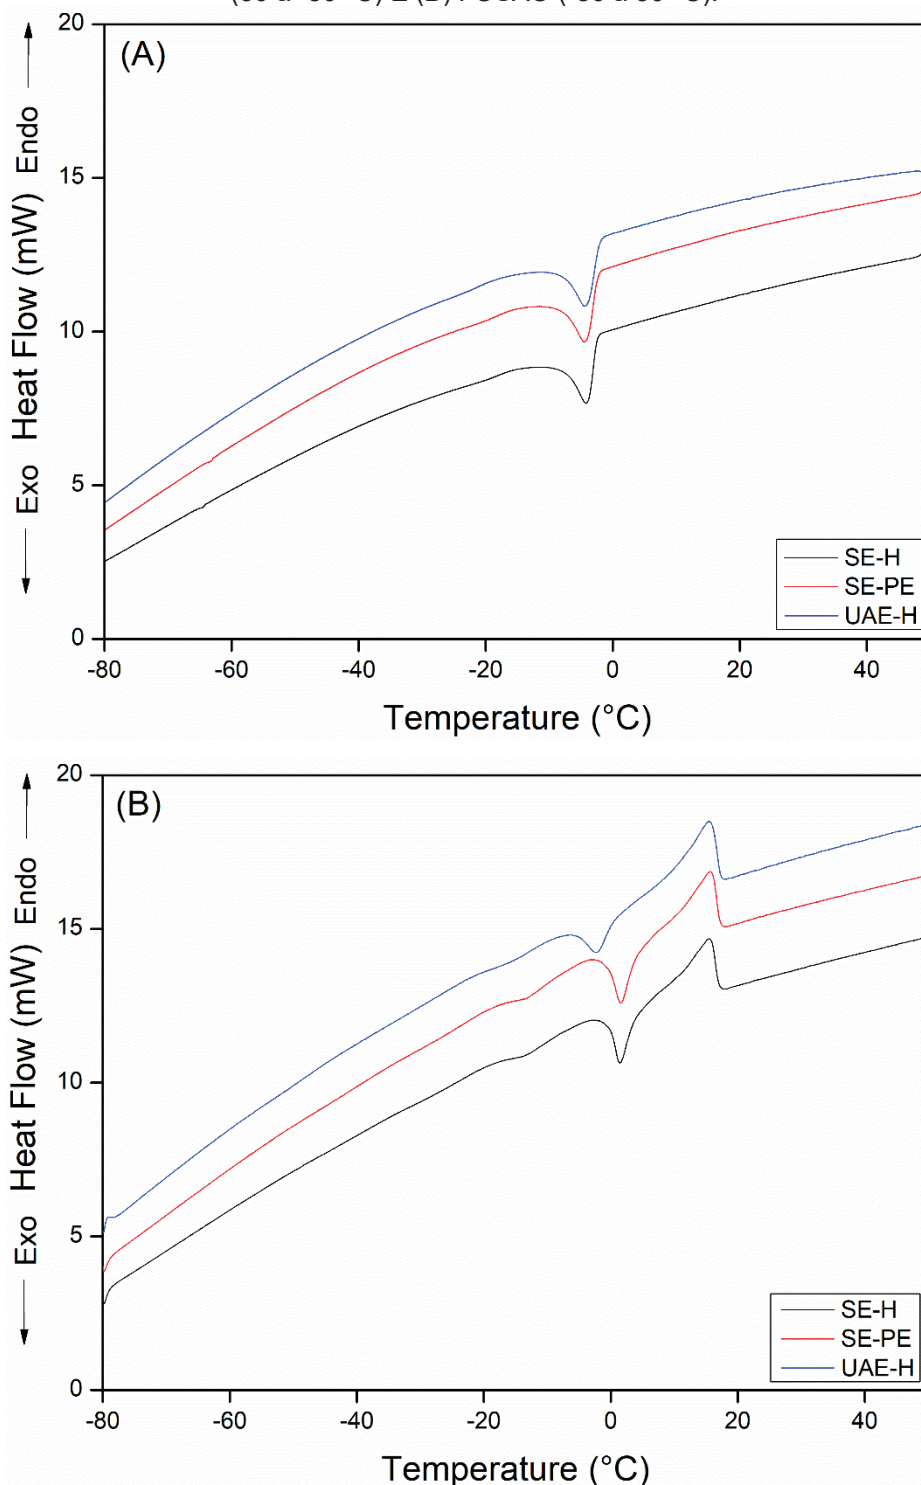 (A)
20
15
10
5
0
← Exo Heat Flow (mW) Endo →
-80 -60 -40 -20 0 20 40
Temperature (°C)
SE-H
SE-PE
UAE-H
(B)
20
15
10
5
0
← Exo Heat Flow (mW) Endo →
-80 -60 -40 -20 0 20 40
Temperature (°C)
SE-H
SE-PE
UAE-H